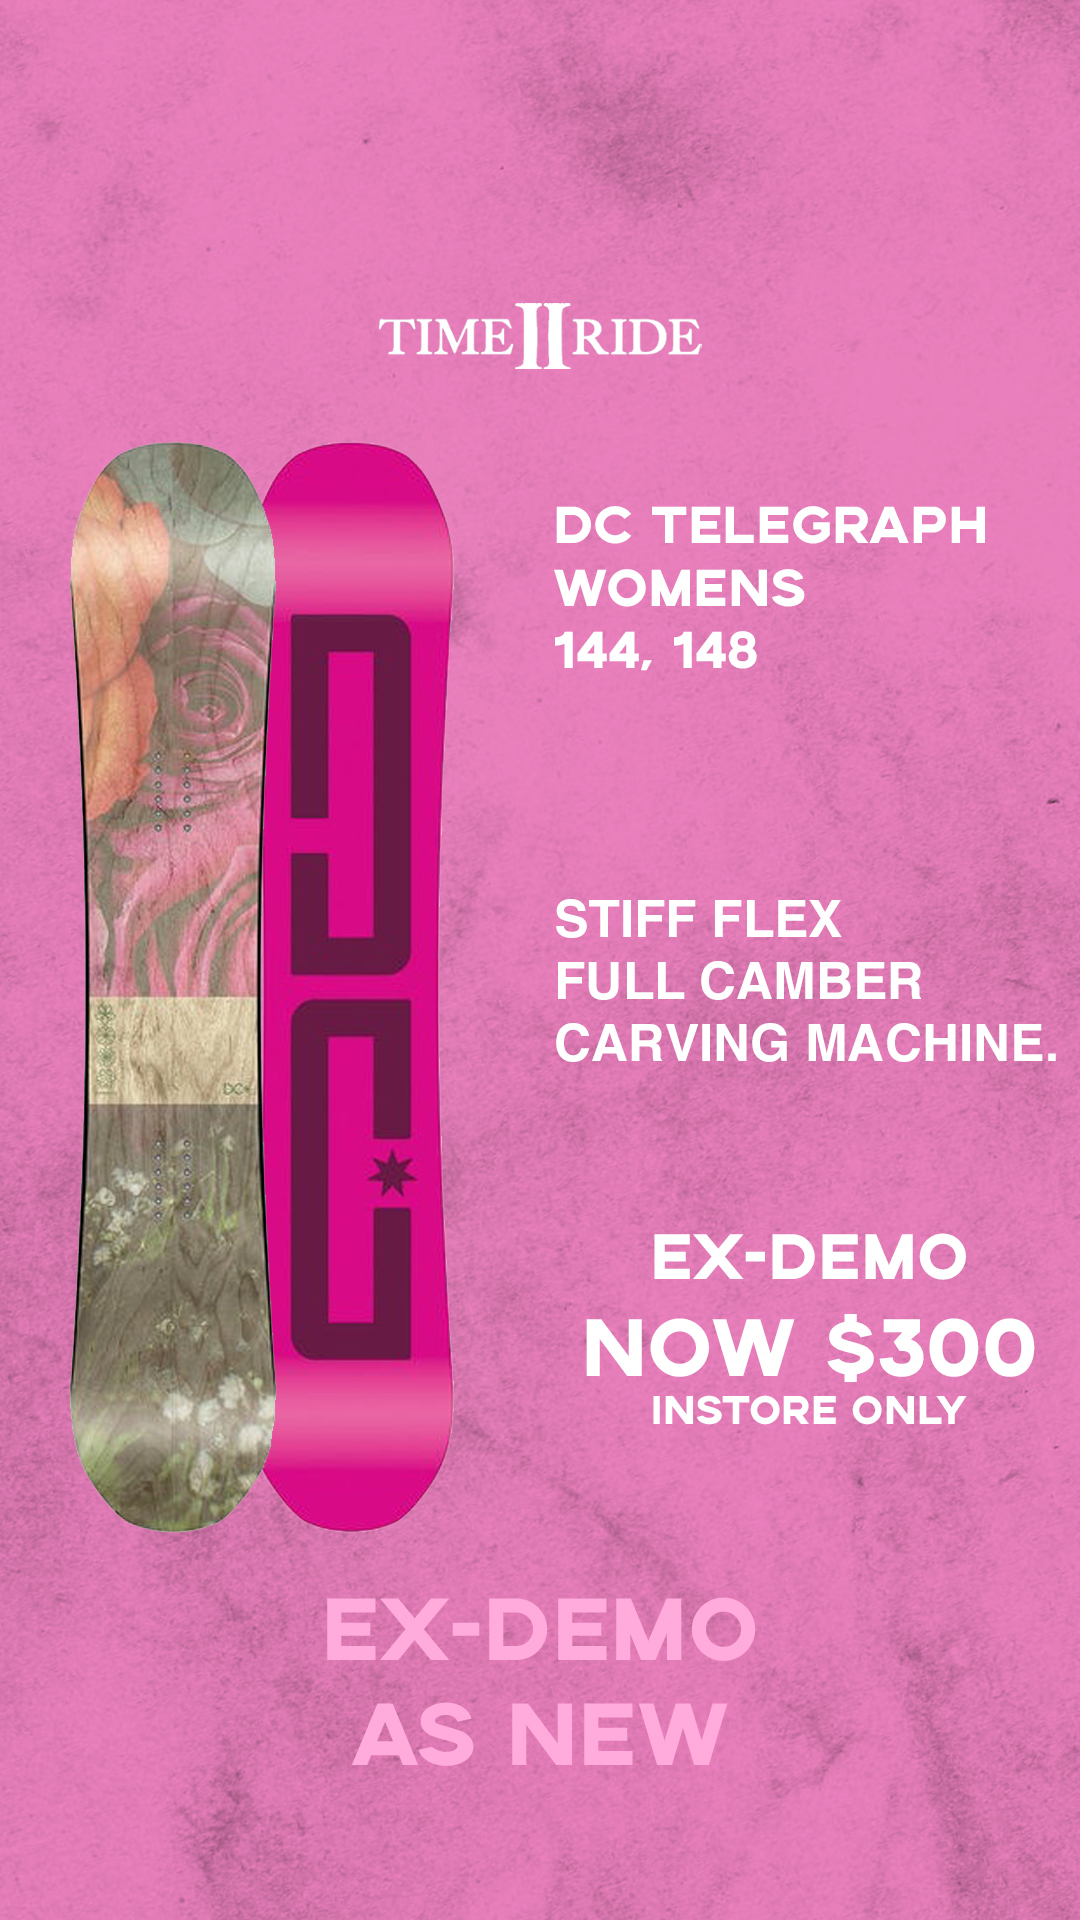 TIME II RIDE
DC TELEGRAPH
WOMENS
144, 148
DC
STIFF FLEX
FULL CAMBER
CARVING MACHINE.
EX-DEMO
NOW $300
INSTORE ONLY
EX-DEMO
AS NEW